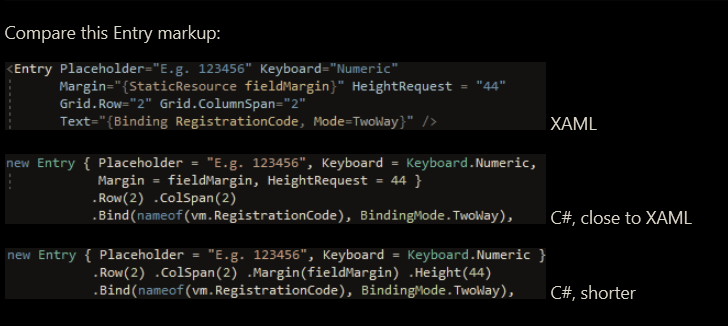 Compare this Entry markup:
<Entry Placeholder="E.g. 123456" Keyboard="Numeric"
Margin="{StaticResource fieldMargin}" HeightRequest = "44"
Grid.Row="2" Grid.ColumnSpan="2"
Text="{Binding RegistrationCode, Mode=TwoWay}" />
XAML
new Entry { Placeholder = "E.g. 123456", Keyboard = Keyboard.Numeric,
Margin = fieldMargin, HeightRequest = 44 }
.Row(2) .ColSpan(2)
.Bind(nameof(vm.RegistrationCode), BindingMode.TwoWay),
C#, close to XAML
new Entry { Placeholder = "E.g. 123456", Keyboard = Keyboard.Numeric }
.Row(2) .ColSpan(2) .Margin(fieldMargin) .Height(44)
.Bind(nameof(vm.RegistrationCode), BindingMode.TwoWay),
C#, shorter